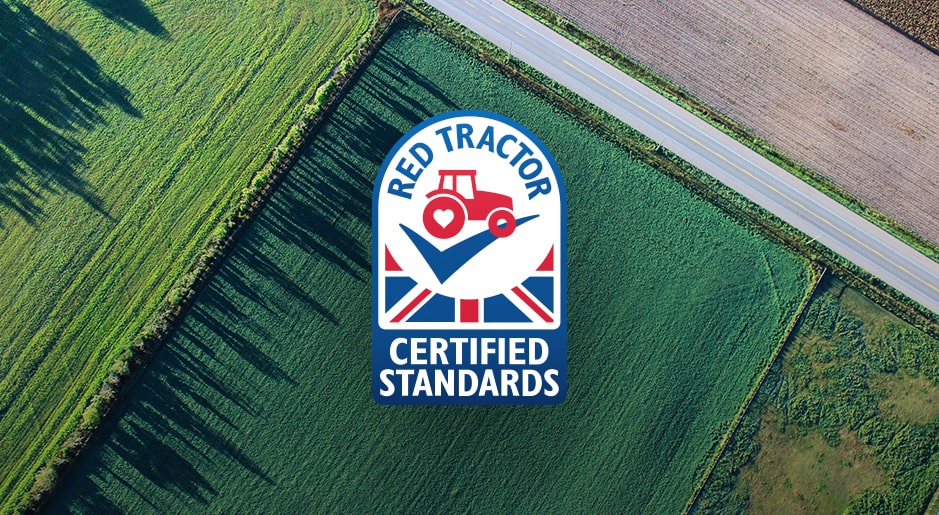 RED TRACTOR
CERTIFIED
STANDARDS